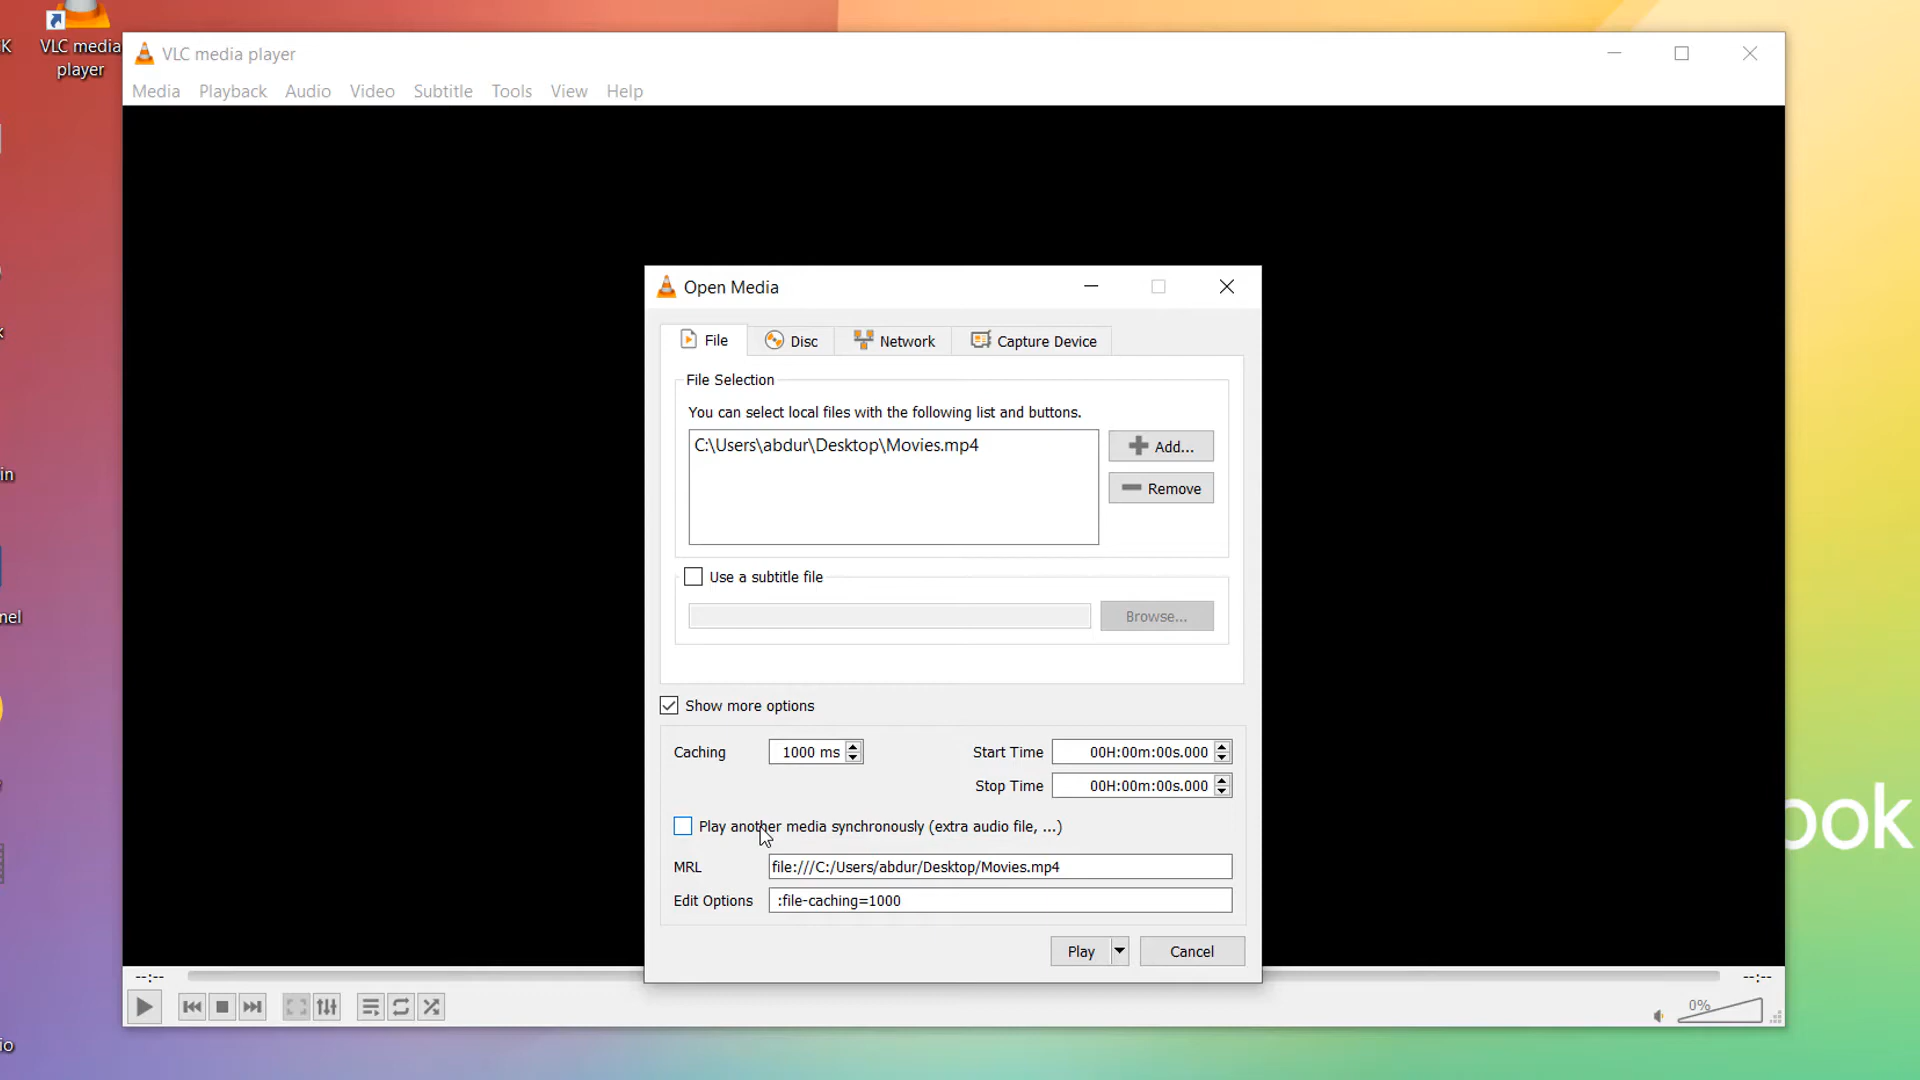 K
VLC media
player
VLC media player
Media Playback Audio Video Subtitle Tools View Help
Open Media
File Disc Network Capture Device
File Selection
You can select local files with the following list and buttons.
C:\Users\abdur\Desktop\Movies.mp4
Add...
Remove
Use a subtitle file
Browse...
Show more options
Caching 1000 ms Start Time 00H:00m:00s.000
Stop Time 00H:00m:00s.000
Play another media synchronously (extra audio file, ...)
MRL file:///C:/Users/abdur/Desktop/Movies.mp4
Edit Options :file-caching=1000
Play Cancel
--:-- --:--
0%
in
nel
io
ook